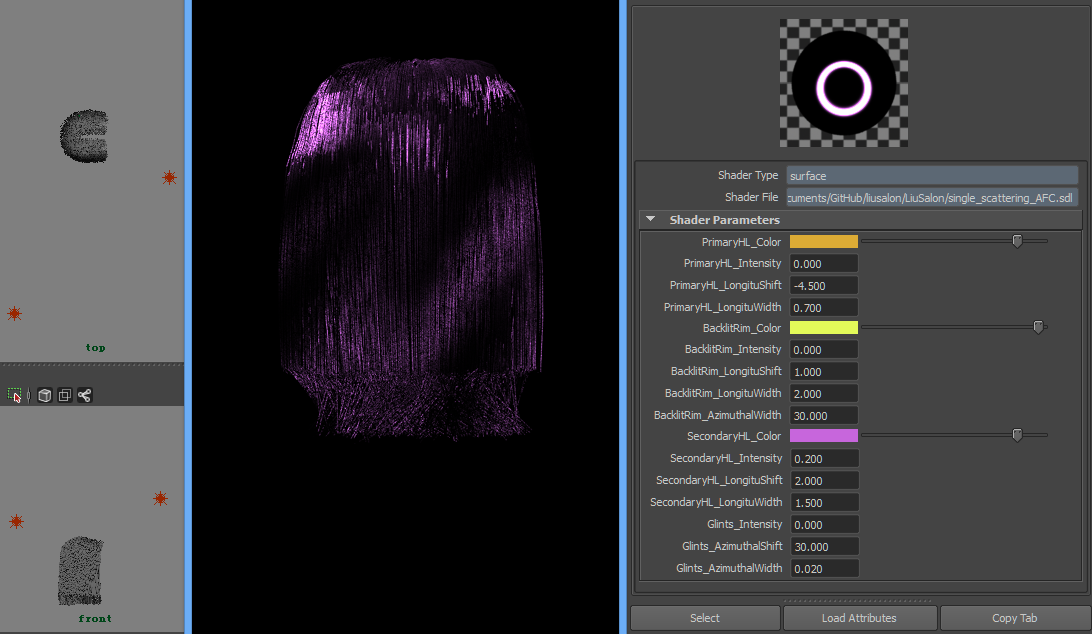 top
front
Shader Type surface
Shader File cuments/GitHub/liusalon/LiuSalon/single_scattering_AFC.sdl
Shader Parameters
PrimaryHL_Color
PrimaryHL_Intensity 0.000
PrimaryHL_LongituShift -4.500
PrimaryHL_LongituWidth 0.700
BacklitRim_Color
BacklitRim_Intensity 0.000
BacklitRim_LongituShift 1.000
BacklitRim_LongituWidth 2.000
BacklitRim_AzimuthalWidth 30.000
SecondaryHL_Color
SecondaryHL_Intensity 0.200
SecondaryHL_LongituShift 2.000
SecondaryHL_LongituWidth 1.500
Glints_Intensity 0.000
Glints_AzimuthalShift 30.000
Glints_AzimuthalWidth 0.020
Select Load Attributes Copy Tab